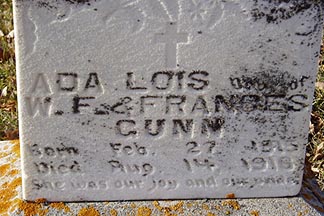 ADA LOIS dau. of
W. F. & FRANCES
GUNN
Born Feb. 27, 1915
Died Aug. 14, 1918
She was our joy and our